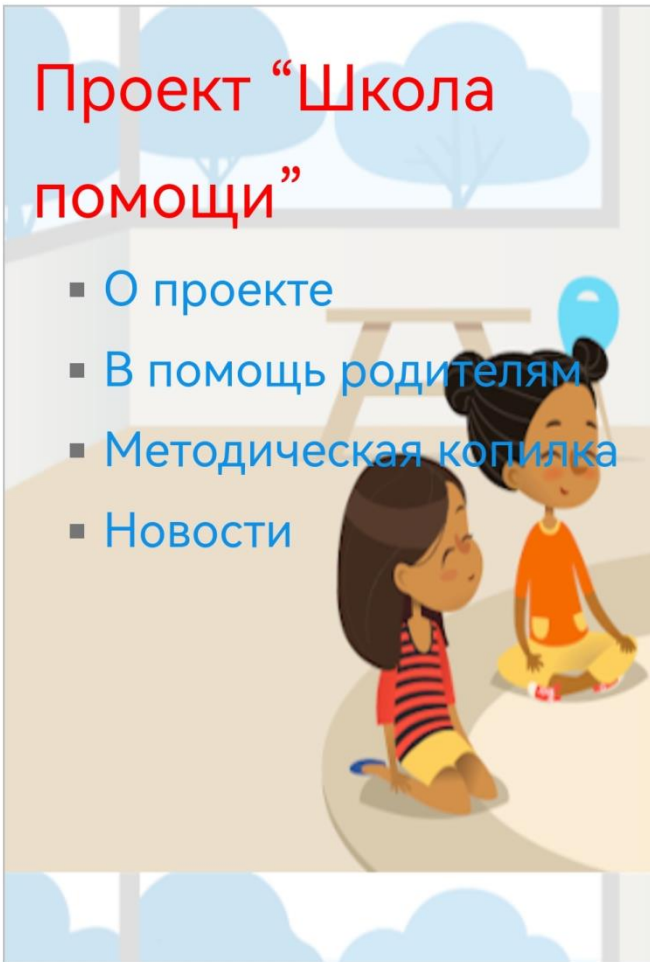 Проект “Школа
помощи”
О проекте
В помощь родителям
Методическая копилка
Новости